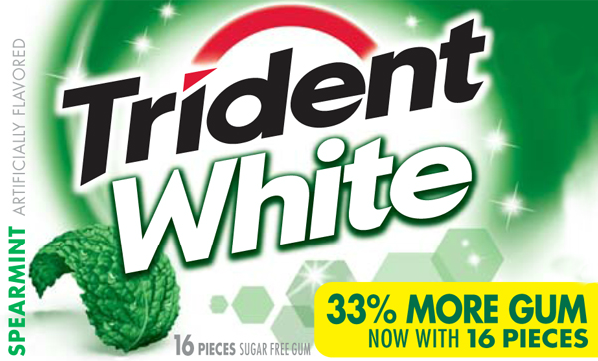 Trident
White
SPEARMINT ARTIFICIALLY FLAVORED
33% MORE GUM
NOW WITH 16 PIECES
16 PIECES SUGAR FREE GUM